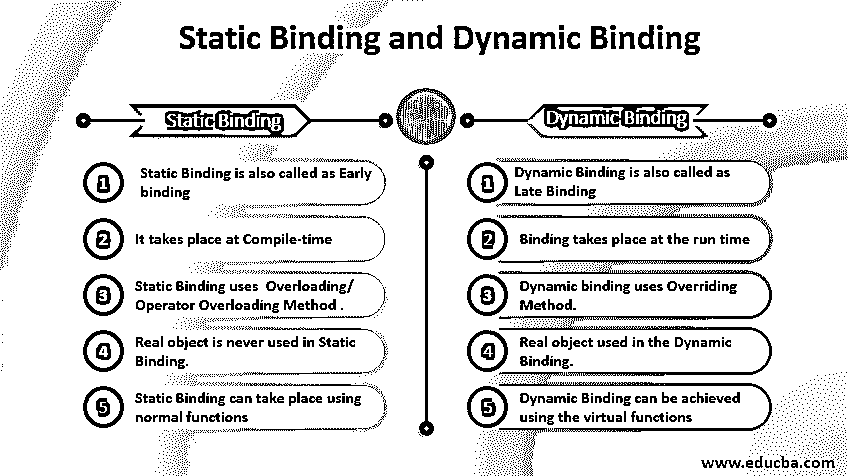 Static Binding and Dynamic Binding
Static Binding
1
Static Binding is also called as Early
binding
2
It takes place at Compile-time
3
Static Binding uses Overloading/
Operator Overloading Method .
4
Real object is never used in Static
Binding.
5
Static Binding can take place using
normal functions
Dynamic Binding
1
Dynamic Binding is also called as
Late Binding
2
Binding takes place at the run time
3
Dynamic binding uses Overriding
Method.
4
Real object used in the Dynamic
Binding.
5
Dynamic Binding can be achieved
using the virtual functions
www.educba.com